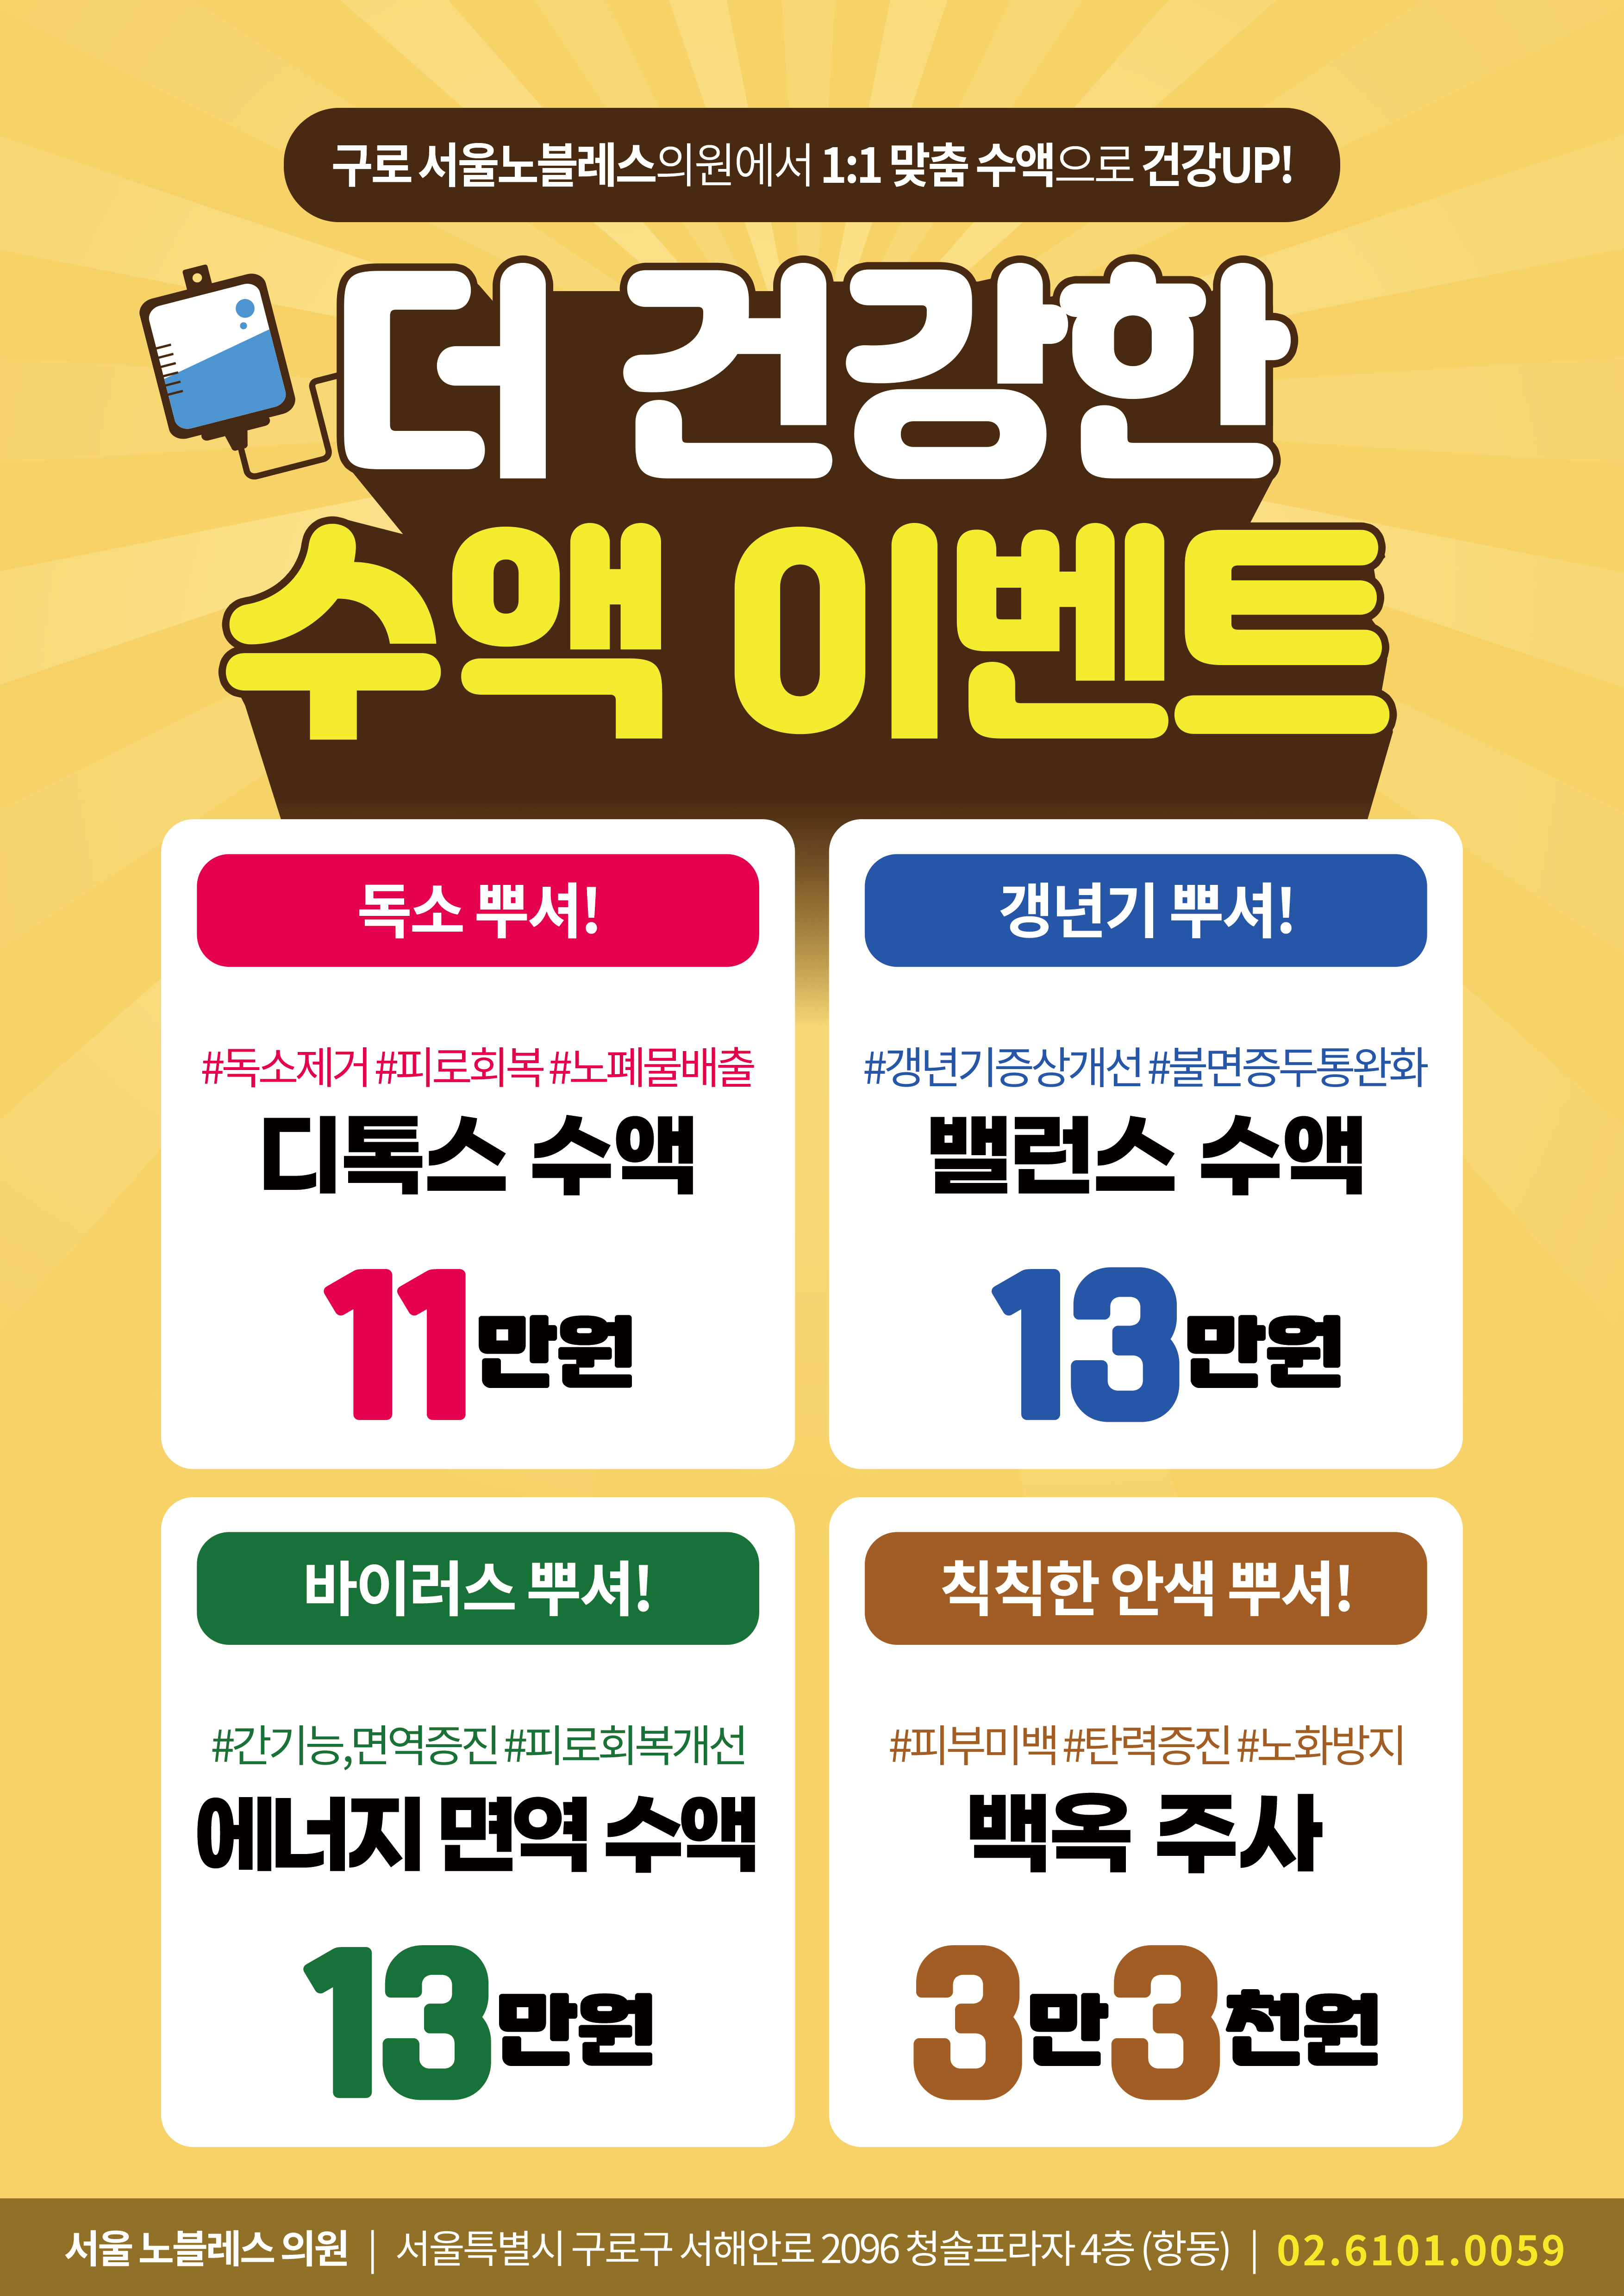 구로 서울노블레스의원에서 1:1 맞춤 수액으로 건강UP!
더 건강한
수액 이벤트
독소 뿌셔!
#독소제거 #피로회복 #노폐물배출
디톡스 수액
11만원
갱년기 뿌셔!
#갱년기증상개선 #불면증두통완화
밸런스 수액
13만원
바이러스 뿌셔!
#간기능,면역증진 #피로회복개선
에너지 면역 수액
13만원
칙칙한 안색 뿌셔!
#피부미백 #탄력증진 #노화방지
백옥 주사
3만3천원
서울 노블레스 의원 | 서울특별시 구로구 서해안로 2096 청솔프라자 4층 (항동) | 02.6101.0059